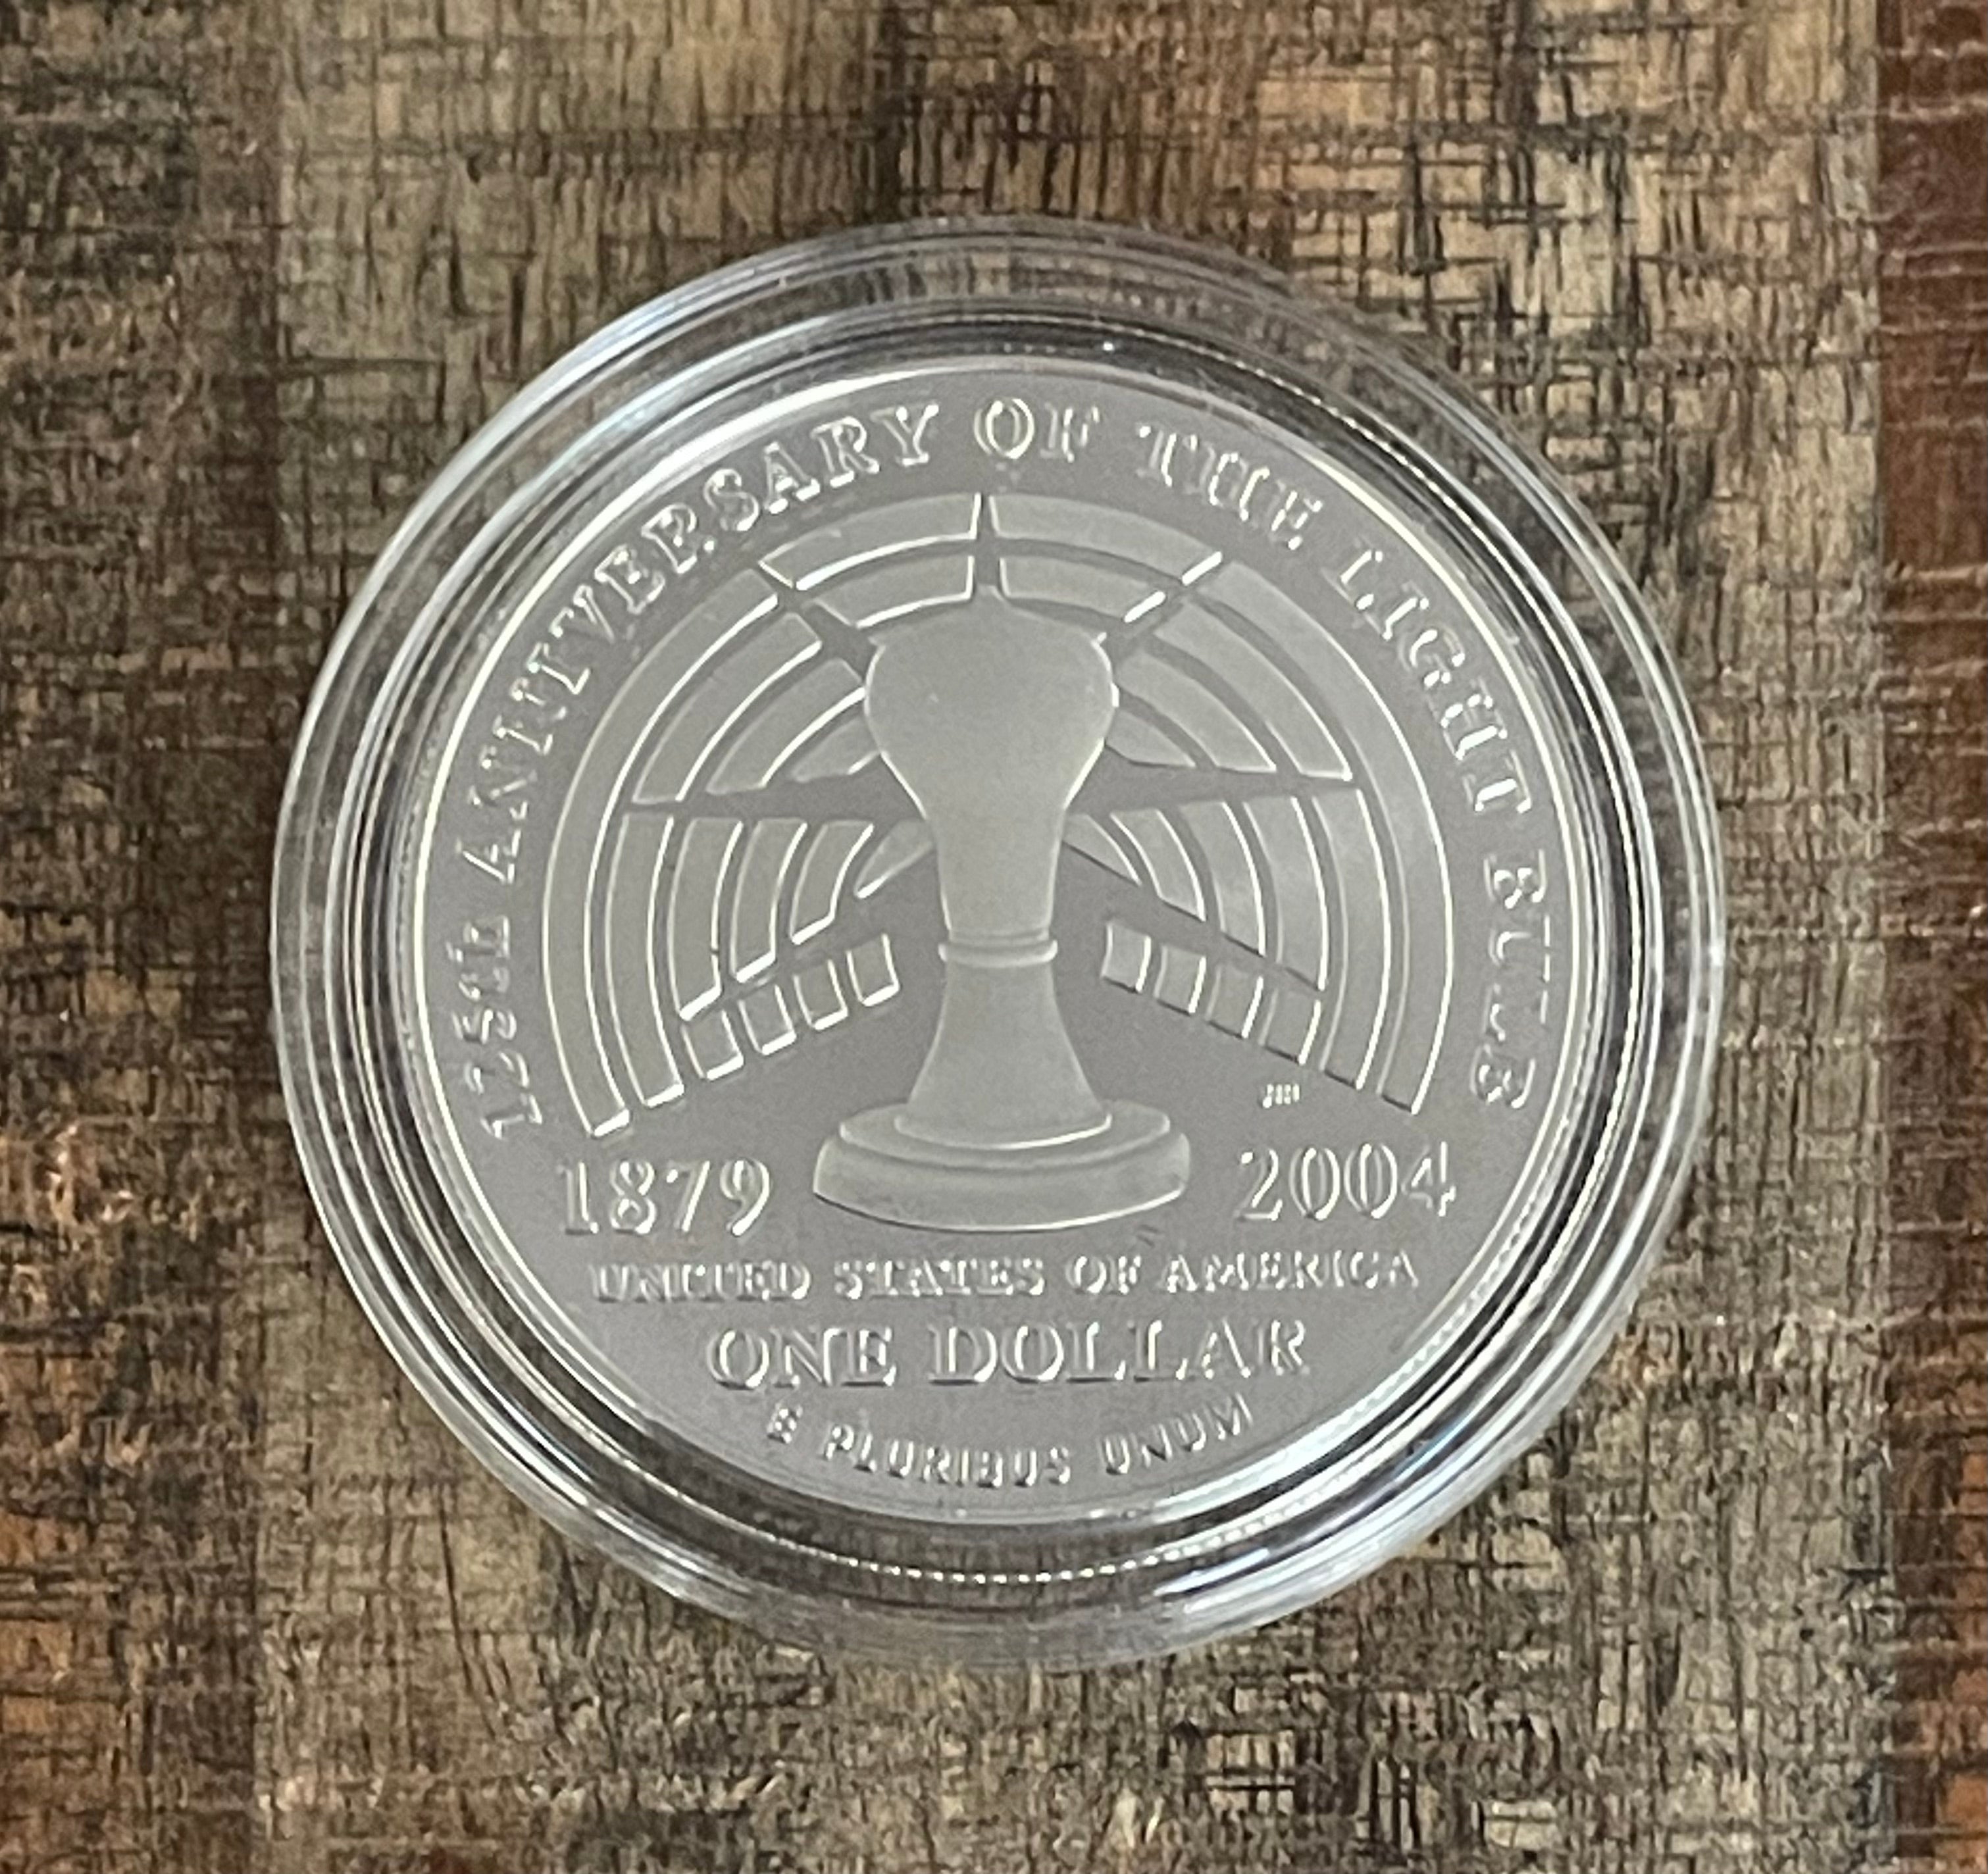 125th ANNIVERSARY OF THE LIGHT BULB
1879 2004
UNITED STATES OF AMERICA
ONE DOLLAR
E PLURIBUS UNUM